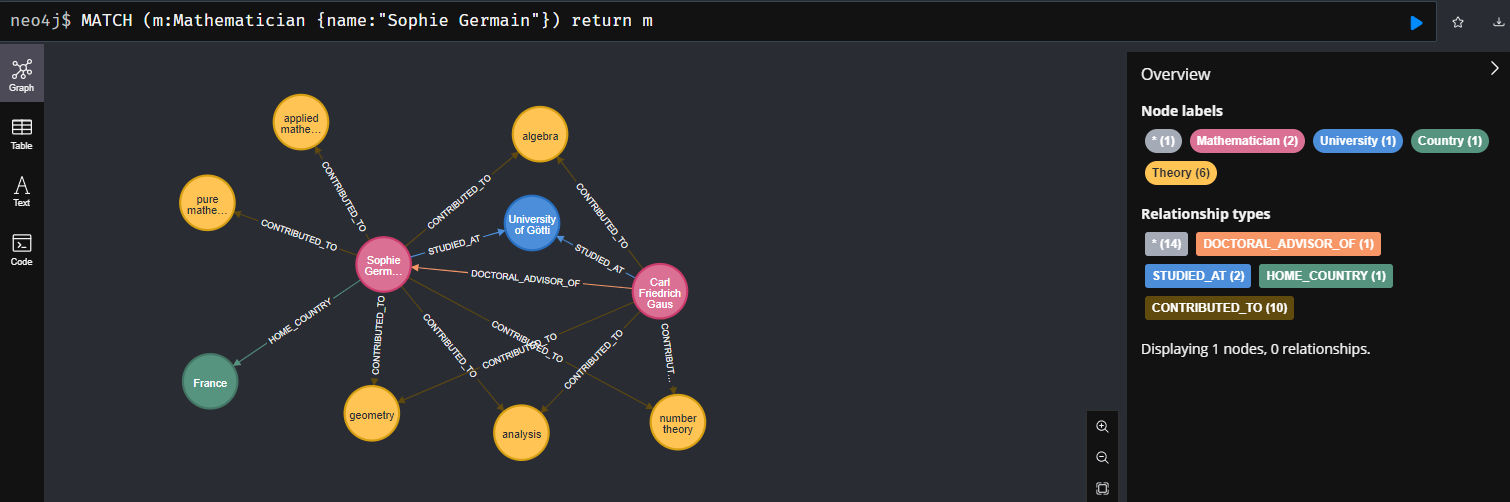 neo4j$ MATCH (m:Mathematician {name:"Sophie Germain"}) return m
Graph
Table
Text
Code
applied
mathe...
algebra
pure
mathe...
University
of Götti
Sophie
Germ...
Carl
Friedrich
Gaus
France
geometry
analysis
number
theory
CONTRIBUTED_TO
CONTRIBUTED_TO
CONTRIBUTED_TO
CONTRIBUTED_TO
STUDIED_AT
STUDIED_AT
DOCTORAL_ADVISOR_OF
HOME_COUNTRY
CONTRIBUTED_TO
CONTRIBUTED_TO
CONTRIBUTED_TO
CONTRIBUTED_TO
CONTRIBUTED_TO
CONTRIBUT...
Overview
Node labels
* (1) Mathematician (2) University (1) Country (1)
Theory (6)
Relationship types
* (14) DOCTORAL_ADVISOR_OF (1)
STUDIED_AT (2) HOME_COUNTRY (1)
CONTRIBUTED_TO (10)
Displaying 1 nodes, 0 relationships.